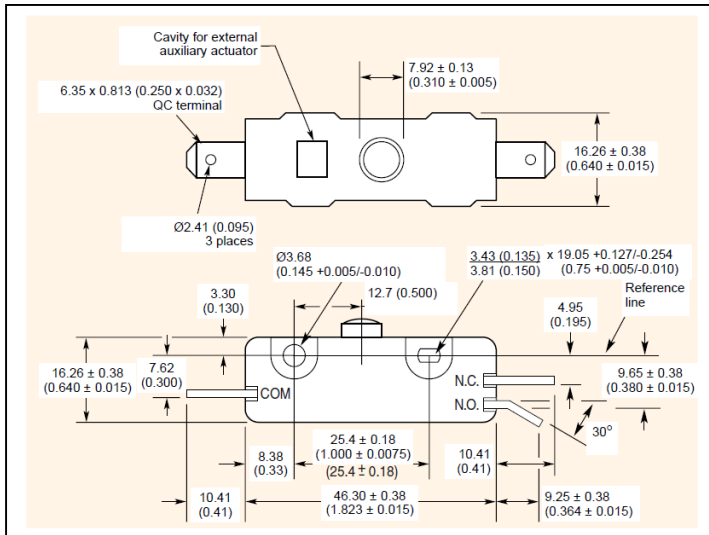 Cavity for external
auxiliary actuator
7.92 ± 0.13
(0.310 ± 0.005)
6.35 x 0.813 (0.250 x 0.032)
QC terminal
16.26 ± 0.38
(0.640 ± 0.015)
Ø2.41 (0.095)
3 places
Ø3.68
(0.145 +0.005/-0.010)
3.43 (0.135) x 19.05 +0.127/-0.254
3.81 (0.150) (0.75 +0.005/-0.010)
Reference
line
3.30
(0.130)
12.7 (0.500)
4.95
(0.195)
16.26 ± 0.38
(0.640 ± 0.015)
7.62
(0.300)
COM
N.C.
N.O.
9.65 ± 0.38
(0.380 ± 0.015)
30°
8.38
(0.33)
25.4 ± 0.18
(1.000 ± 0.0075)
(25.4 ± 0.18)
10.41
(0.41)
10.41
(0.41)
46.30 ± 0.38
(1.823 ± 0.015)
9.25 ± 0.38
(0.364 ± 0.015)